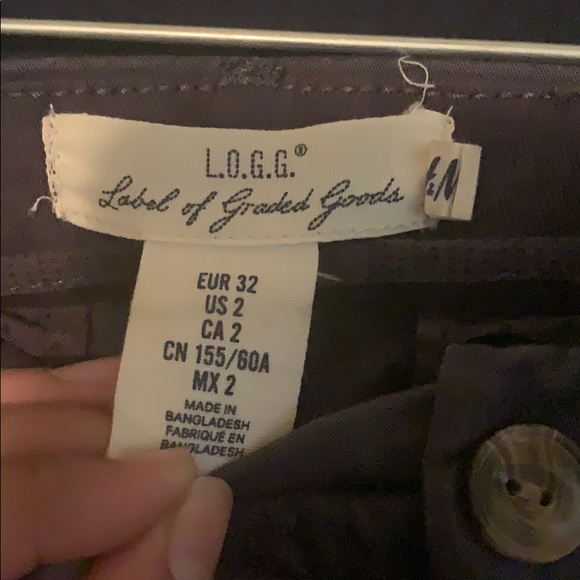 L.O.G.G.®
Label of Graded Goods
EUR 32
US 2
CA 2
CN 155/60A
MX 2
MADE IN
BANGLADESH
FABRIQUÉ EN
BANGLADESH